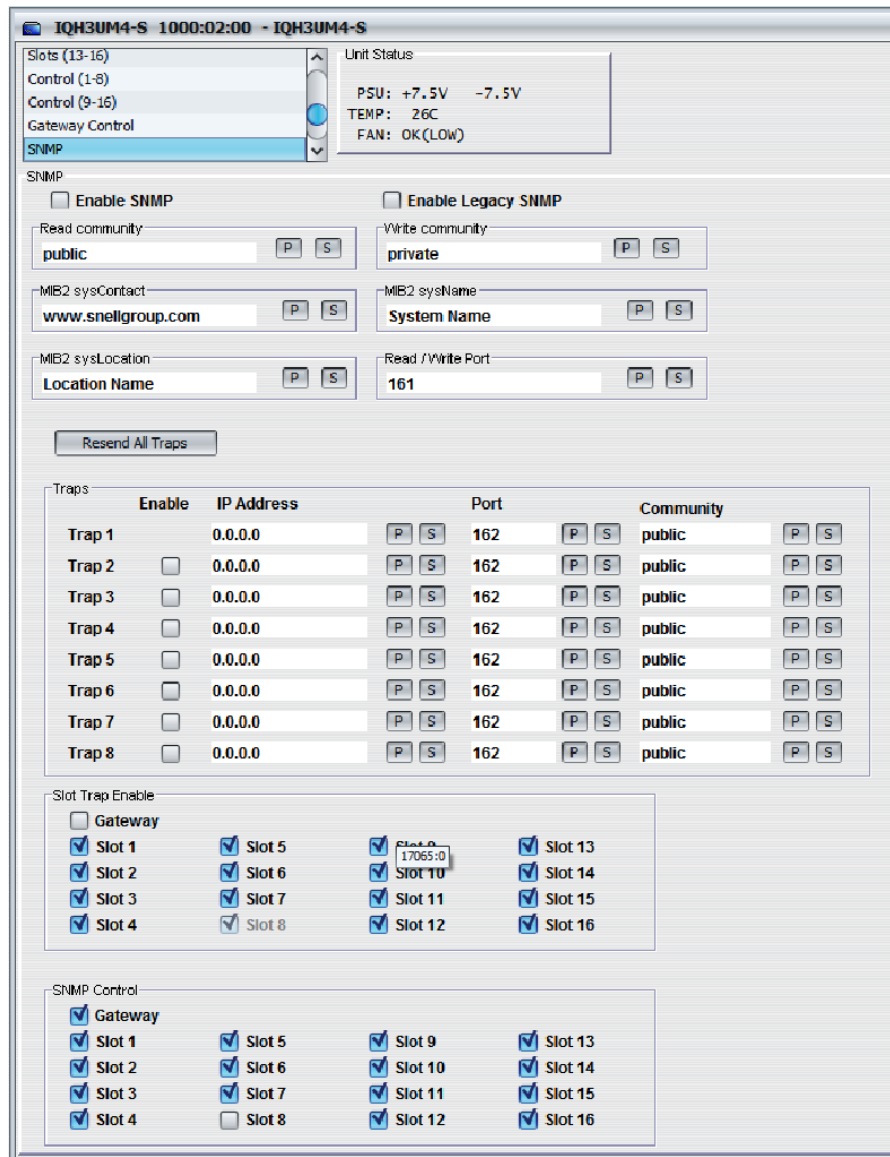 IQH3UM4-S 1000:02:00 - IQH3UM4-S
Slots (13-16)
Control (1-8)
Control (9-16)
Gateway Control
SNMP
Unit Status
PSU: +7.5V -7.5V
TEMP: 26C
FAN: OK(LOW)
SNMP
Enable SNMP Enable Legacy SNMP
Read community Write community
public P S private P S
MIB2 sysContact MIB2 sysName
www.snellgroup.com P S System Name P S
MIB2 sysLocation Read / Write Port
Location Name P S 161 P S
Resend All Traps
Traps
Enable IP Address Port Community
Trap 1 0.0.0.0 P S 162 P S public P S
Trap 2 0.0.0.0 P S 162 P S public P S
Trap 3 0.0.0.0 P S 162 P S public P S
Trap 4 0.0.0.0 P S 162 P S public P S
Trap 5 0.0.0.0 P S 162 P S public P S
Trap 6 0.0.0.0 P S 162 P S public P S
Trap 7 0.0.0.0 P S 162 P S public P S
Trap 8 0.0.0.0 P S 162 P S public P S
Slot Trap Enable
Gateway
Slot 1 Slot 5 Slot 9 Slot 13
17065:0
Slot 2 Slot 6 Slot 10 Slot 14
Slot 3 Slot 7 Slot 11 Slot 15
Slot 4 Slot 8 Slot 12 Slot 16
SNMP Control
Gateway
Slot 1 Slot 5 Slot 9 Slot 13
Slot 2 Slot 6 Slot 10 Slot 14
Slot 3 Slot 7 Slot 11 Slot 15
Slot 4 Slot 8 Slot 12 Slot 16